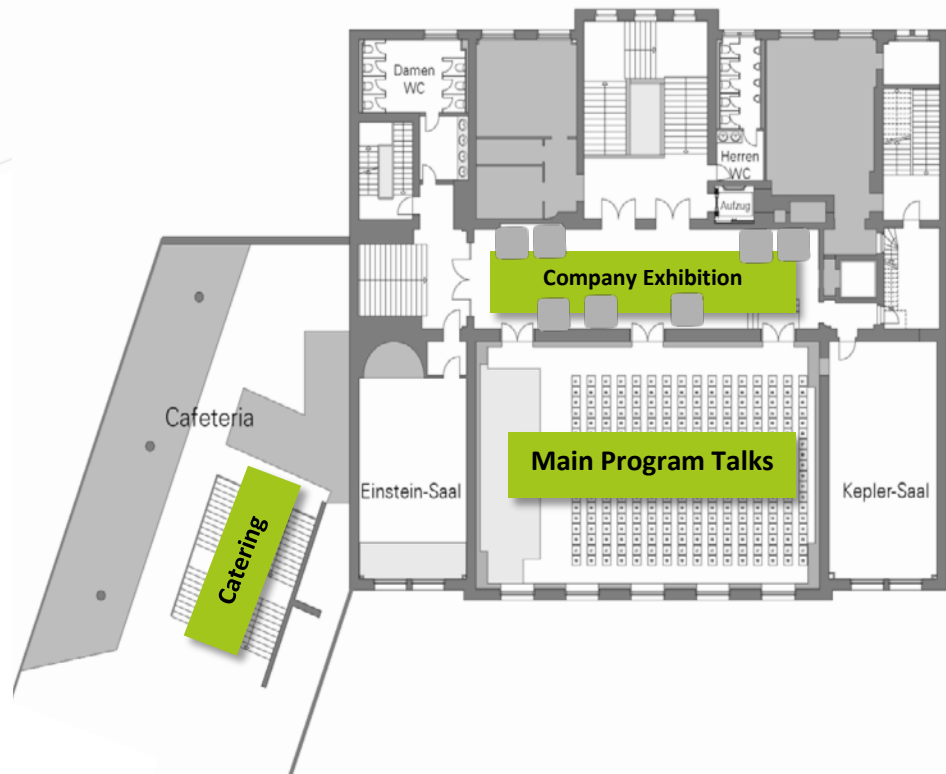 Damen
WC
Herren
WC
Aufzug
Company Exhibition
Cafeteria
Main Program Talks
Einstein-Saal
Kepler-Saal
Catering